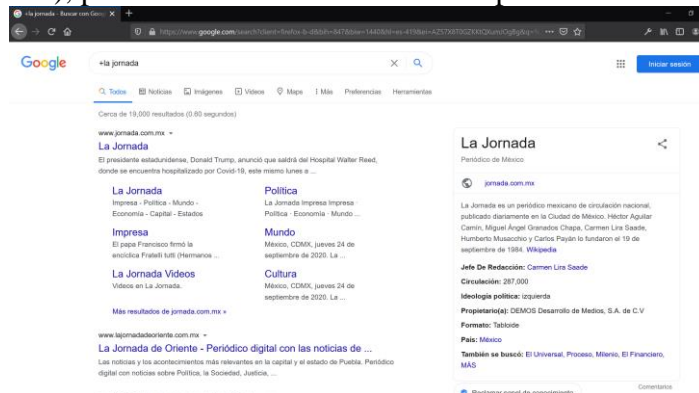 +la jornada - Buscar con Goog
https://www.google.com/search?client=firefox-b-d&
Google
+la jornada
Iniciar sesión
Todos Noticias Imágenes Videos Maps Más Preferencias Herramientas
Cerca de 19,000 resultados (0.80 segundos)
www.jornada.com.mx
La Jornada
El presidente estadunidense, Donald Trump, anunció que saldrá del Hospital Walter Reed,
donde se encuentra hospitalizado por Covid-19, este mismo lunes a ...
La Jornada
Impresa - Politica - Mundo -
Economía - Capital - Estados
Política
La Jornada Impresa Impresa ·
Política · Economía · Mundo ...
Impresa
El papa Francisco firmó la
encíclica Fratelli tutti (Hermanos ...
Mundo
México, CDMX, jueves 24 de
septiembre de 2020. La ...
La Jornada Videos
Videos en La Jornada.
Cultura
México, CDMX, jueves 24 de
septiembre de 2020. La ...
Más resultados de jornada.com.mx »
www.lajornadadeoriente.com.mx
La Jornada de Oriente - Periódico digital con las noticias de ...
Las noticias y los acontecimientos más relevantes en la capital y el estado de Puebla. Periódico
digital con noticias sobre Política, la Sociedad, Justicia, ...
La Jornada
Periódico de México
jornada.com.mx
La Jornada es un periódico mexicano de circulación nacional,
publicado diariamente en la Ciudad de México. Héctor Aguilar
Camín, Miguel Ángel Granados Chapa, Carmen Lira Saade,
Humberto Musacchio y Carlos Payán lo fundaron el 19 de
septiembre de 1984. Wikipedia
Jefe De Redacción: Carmen Lira Saade
Circulación: 287,000
Ideología política: izquierda
Propietario(a): DEMOS Desarrollo de Medios, S.A. de C.V
Formato: Tabloide
País: México
También se buscó: El Universal, Proceso, Milenio, El Financiero,
MÁS
Reclamar panel de conocimiento
Comentarios